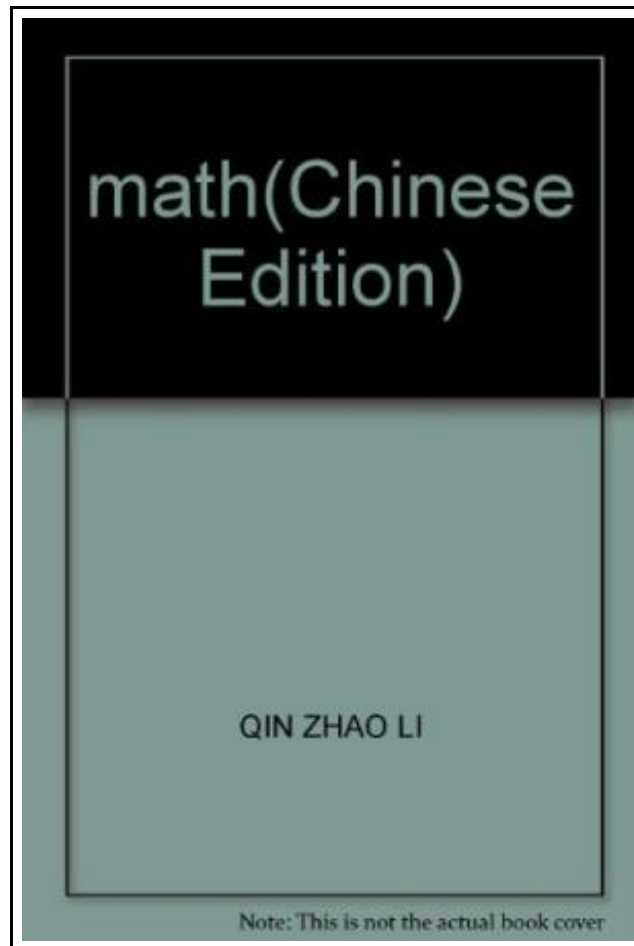 math(Chinese
Edition)
QIN ZHAO LI
Note: This is not the actual book cover